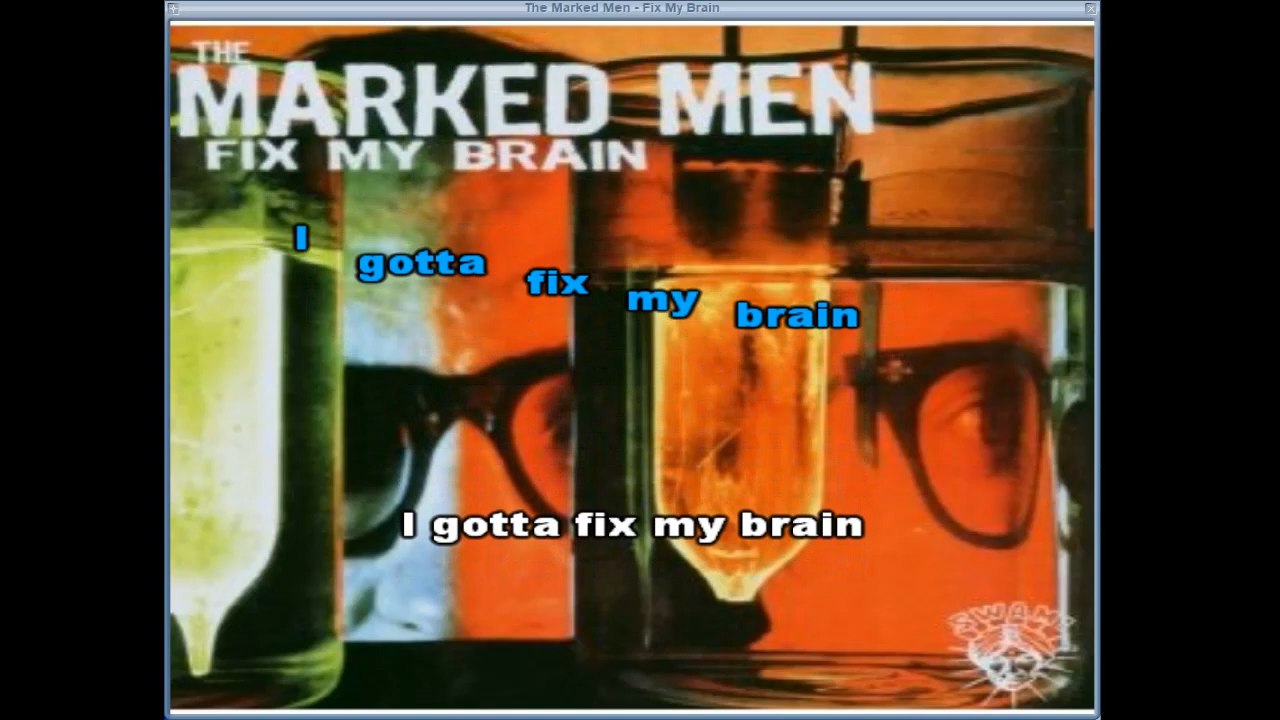 The Marked Men - Fix My Brain
THE
MARKED MEN
FIX MY BRAIN
I gotta fix my brain
I gotta fix my brain
SWAMI